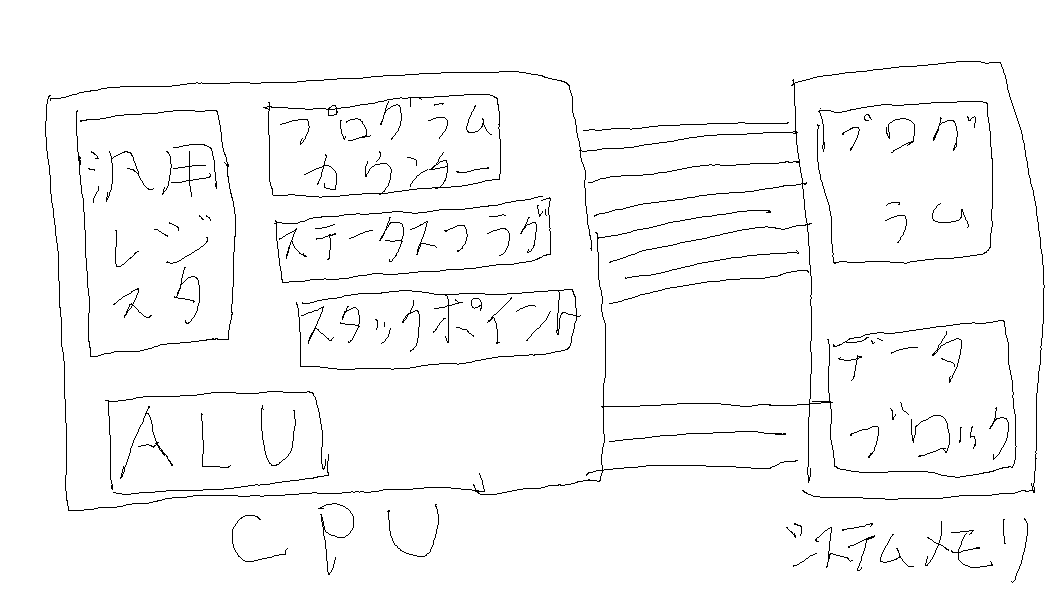 汎用
レジ
スタ
プログラム
カウンター
ステータスフラグ
スタックポイント
ALU
CPU
プログ
ラム
データ
ブロック
システムメモリ